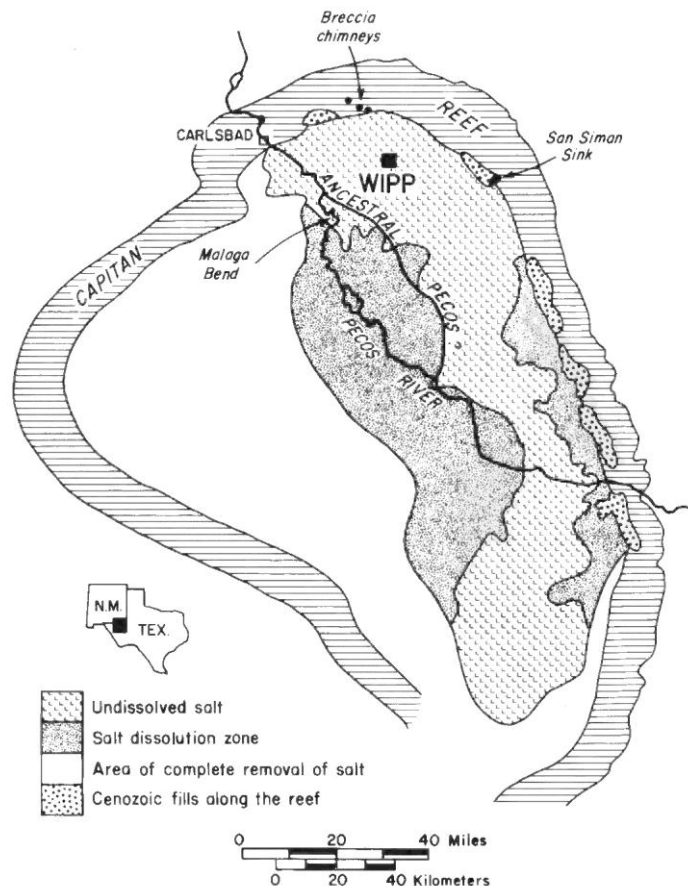 Breccia
chimneys
REEF
CARLSBAD
San Siman
Sink
WIPP
ANCESTRAL
Malaga
Bend
CAPITAN
PECOS ?
PECOS
RIVER
N.M.
TEX.
Undissolved salt
Salt dissolution zone
Area of complete removal of salt
Cenozoic fills along the reef
0 20 40 Miles
0 20 40 Kilometers